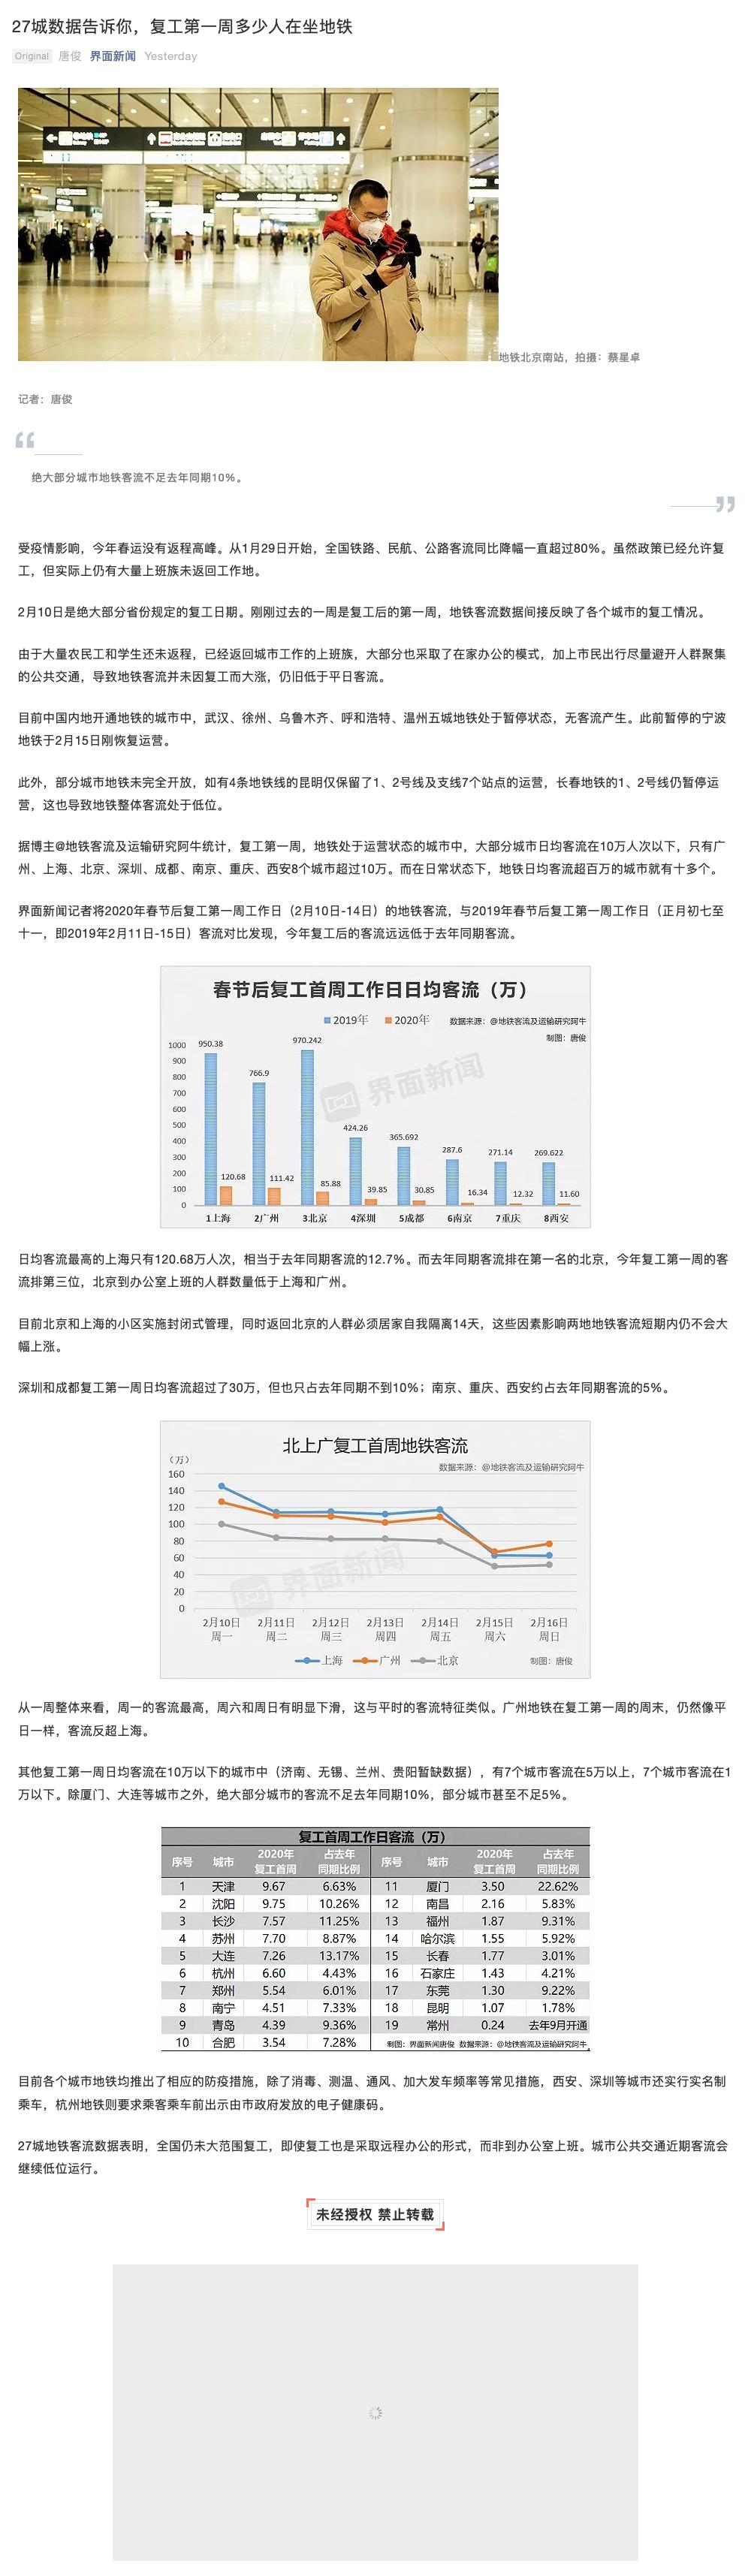 27城数据告诉你，复工第一周多少人在坐地铁
Original 唐俊 界面新闻 Yesterday
地铁北京南站，拍摄：蔡星卓
记者：唐俊
绝大部分城市地铁客流不足去年同期10%。
受疫情影响，今年春运没有返程高峰。从1月29日开始，全国铁路、民航、公路客流同比降幅一直超过80%。虽然政策已经允许复
工，但实际上仍有大量上班族未返回工作地。
2月10日是绝大部分省份规定的复工日期。刚刚过去的一周是复工后的第一周，地铁客流数据间接反映了各个城市的复工情况。
由于大量农民工和学生还未返程，已经返回城市工作的上班族，大部分也采取了在家办公的模式，加上市民出行尽量避开人群聚集
的公共交通，导致地铁客流并未因复工而大涨，仍旧低于平日客流。
目前中国内地开通地铁的城市中，武汉、徐州、乌鲁木齐、呼和浩特、温州五城地铁处于暂停状态，无客流产生。此前暂停的宁波
地铁于2月15日刚恢复运营。
此外，部分城市地铁未完全开放，如有4条地铁线的昆明仅保留了1、2号线及支线7个站点的运营，长春地铁的1、2号线仍暂停运
营，这也导致地铁整体客流处于低位。
据博主@地铁客流及运输研究阿牛统计，复工第一周，地铁处于运营状态的城市中，大部分城市日均客流在10万人次以下，只有广
州、上海、北京、深圳、成都、南京、重庆、西安8个城市超过10万。而在日常状态下，地铁日均客流超百万的城市就有十多个。
界面新闻记者将2020年春节后复工第一周工作日（2月10日-14日）的地铁客流，与2019年春节后复工第一周工作日（正月初七至
十一，即2019年2月11日-15日）客流对比发现，今年复工后的客流远远低于去年同期客流。
春节后复工首周工作日日均客流（万）
2019年 2020年 数据来源：@地铁客流及运输研究阿牛
制图：唐俊
界面新闻
1000
900
800
700
600
500
400
300
200
100
0
950.38 766.9 970.242 424.26 365.692 287.6 271.14 269.622
120.68 111.42 85.88 39.85 30.85 16.34 12.32 11.60
1上海 2广州 3北京 4深圳 5成都 6南京 7重庆 8西安
日均客流最高的上海只有120.68万人次，相当于去年同期客流的12.7%。而去年同期客流排在第一名的北京，今年复工第一周的客
流排第三位，北京到办公室上班的人群数量低于上海和广州。
目前北京和上海的小区实施封闭式管理，同时返回北京的人群必须居家自我隔离14天，这些因素影响两地地铁客流短期内仍不会大
幅上涨。
深圳和成都复工第一周日均客流超过了30万，但也只占去年同期不到10%；南京、重庆、西安约占去年同期客流的5%。
北上广复工首周地铁客流
（万）
数据来源：@地铁客流及运输研究阿牛
160
140
120
100
80
60
40
20
0
界面新闻
2月10日 2月11日 2月12日 2月13日 2月14日 2月15日 2月16日
周一 周二 周三 周四 周五 周六 周日
上海 广州 北京 制图：唐俊
从一周整体来看，周一的客流最高，周六和周日有明显下滑，这与平时的客流特征类似。广州地铁在复工第一周的周末，仍然像平
日一样，客流反超上海。
其他复工第一周日均客流在10万以下的城市中（济南、无锡、兰州、贵阳暂缺数据），有7个城市客流在5万以上，7个城市客流在1
万以下。除厦门、大连等城市之外，绝大部分城市的客流不足去年同期10%，部分城市甚至不足5%。
复工首周工作日客流（万）
序号 城市 2020年 占去年 序号 城市 2020年 占去年
复工首周 同期比例 复工首周 同期比例
1 天津 9.67 6.63% 11 厦门 3.50 22.62%
2 沈阳 9.75 10.26% 12 南昌 2.16 5.83%
3 长沙 7.57 11.25% 13 福州 1.87 9.31%
4 苏州 7.70 8.87% 14 哈尔滨 1.55 5.92%
5 大连 7.26 13.17% 15 长春 1.77 3.01%
6 杭州 6.60 4.43% 16 石家庄 1.43 4.21%
7 郑州 5.54 6.01% 17 东莞 1.30 9.22%
8 南宁 4.51 7.33% 18 昆明 1.07 1.78%
9 青岛 4.39 9.36% 19 常州 0.24 去年9月开通
10 合肥 3.54 7.28% 制图：界面新闻唐俊 数据来源：@地铁客流及运输研究阿牛
目前各个城市地铁均推出了相应的防疫措施，除了消毒、测温、通风、加大发车频率等常见措施，西安、深圳等城市还实行实名制
乘车，杭州地铁则要求乘客乘车前出示由市政府发放的电子健康码。
27城地铁客流数据表明，全国仍未大范围复工，即使复工也是采取远程办公的形式，而非到办公室上班。城市公共交通近期客流会
继续低位运行。
未经授权 禁止转载